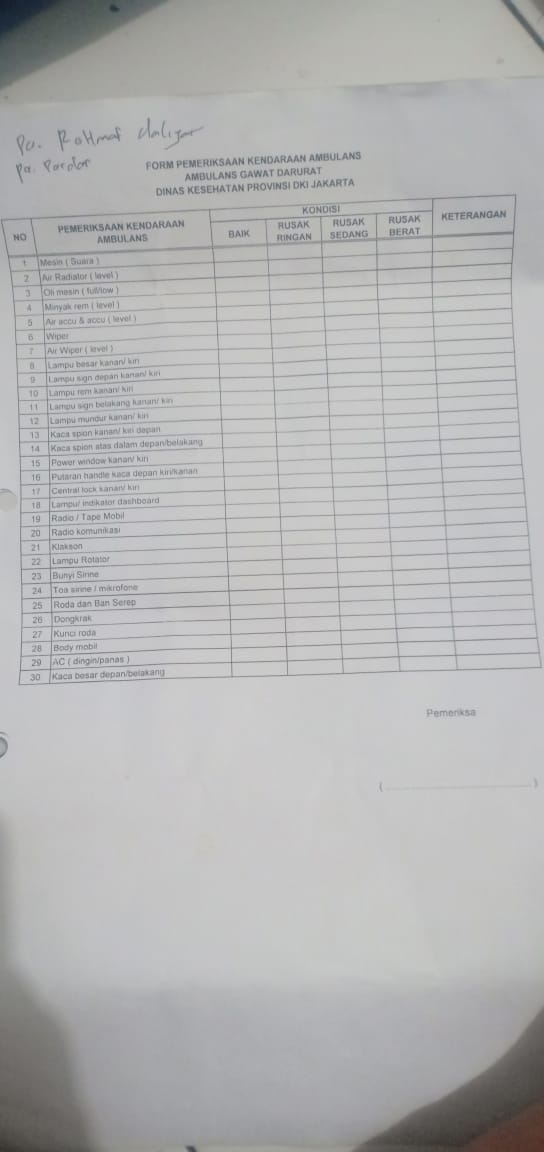 Pa. Rohmat
Pa.
FORM PEMERIKSAAN KENDARAAN AMBULANS
AMBULANS GAWAT DARURAT
DINAS KESEHATAN PROVINSI DKI JAKARTA
NO PEMERIKSAAN KENDARAAN AMBULANS KONDISI KETERANGAN
BAIK RUSAK RINGAN RUSAK SEDANG RUSAK BERAT
1 Mesin ( Suara )
2 Air Radiator ( level )
3 Oli mesin ( full/low )
4 Minyak rem ( level )
5 Air accu & accu ( level )
6 Wiper
7 Air Wiper ( level )
8 Lampu besar kanan/ kiri
9 Lampu sign depan kanan/ kiri
10 Lampu rem kanan/ kiri
11 Lampu sign belakang kanan/ kiri
12 Lampu mundur kanan/ kiri
13 Kaca spion kanan/ kiri depan
14 Kaca spion atas dalam depan/belakang
15 Power window kanan/ kiri
16 Putaran handle kaca depan kiri/kanan
17 Central lock kanan/ kiri
18 Lampu/ indikator dashboard
19 Radio / Tape Mobil
20 Radio komunikasi
21 Klakson
22 Lampu Rotator
23 Bunyi Sirine
24 Toa sirine / mikrofone
25 Roda dan Ban Serep
26 Dongkrak
27 Kunci roda
28 Body mobil
29 AC ( dingin/panas )
30 Kaca besar depan/belakang
Pemeriksa
(....................)